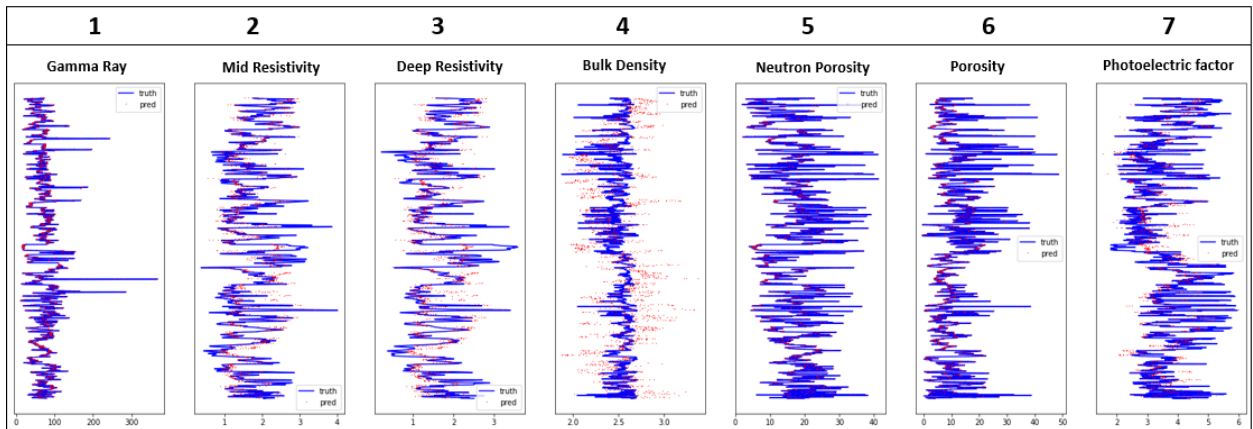 1 2 3 4 5 6 7
Gamma Ray Mid Resistivity Deep Resistivity Bulk Density Neutron Porosity Porosity Photoelectric factor
truth truth truth truth
pred pred pred pred
truth truth
pred pred
truth truth
pred pred
0 100 200 300 1 2 3 4 1 2 3 2.0 2.5 3.0 0 10 20 30 40 0 10 20 30 40 50 2 3 4 5 6